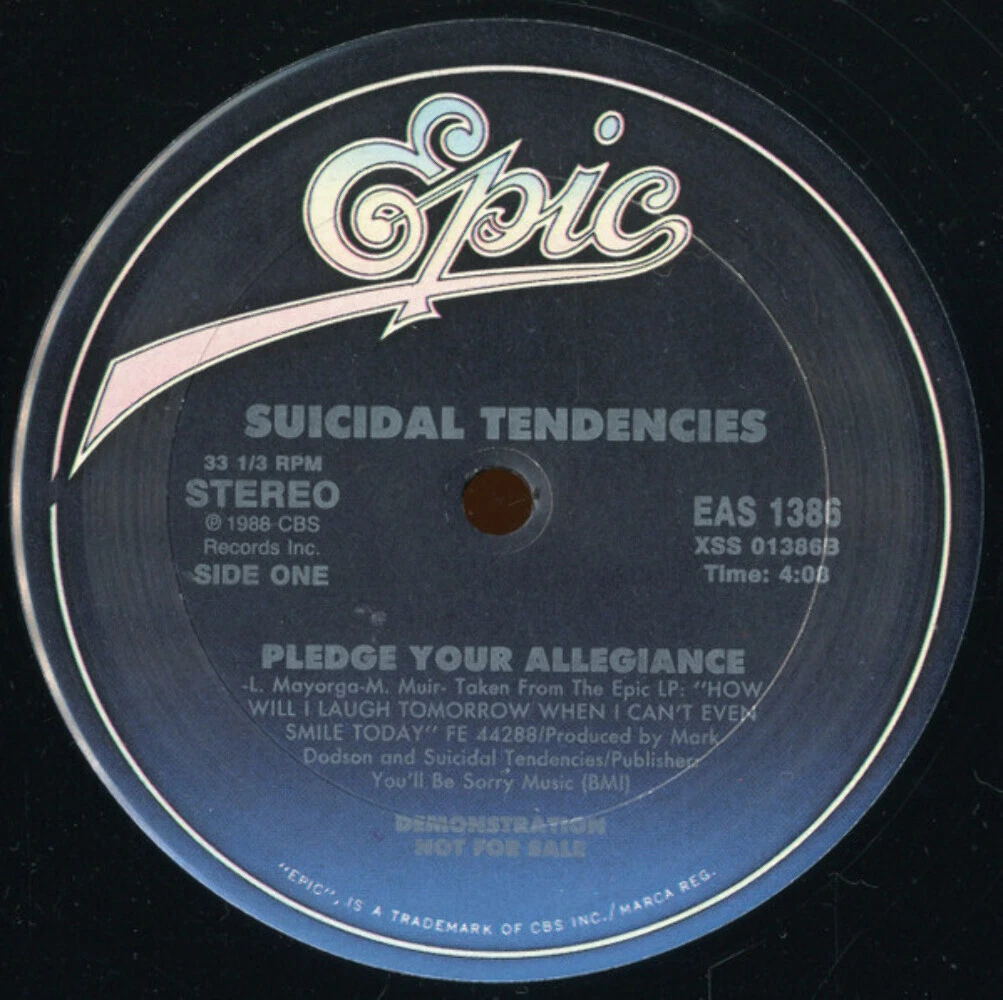 Epic
SUICIDAL TENDENCIES
33 1/3 RPM
STEREO
℗ 1988 CBS
Records Inc.
SIDE ONE
EAS 1386
XSS 01386B
Time: 4:08
PLEDGE YOUR ALLEGIANCE
-L. Mayorga-M. Muir- Taken From The Epic LP: "HOW
WILL I LAUGH TOMORROW WHEN I CAN'T EVEN
SMILE TODAY" FE 44288/Produced by Mark
Dodson and Suicidal Tendencies/Publisher:
You'll Be Sorry Music (BMI)
DEMONSTRATION
NOT FOR SALE
"EPIC", IS A TRADEMARK OF CBS INC./MARCA REG.